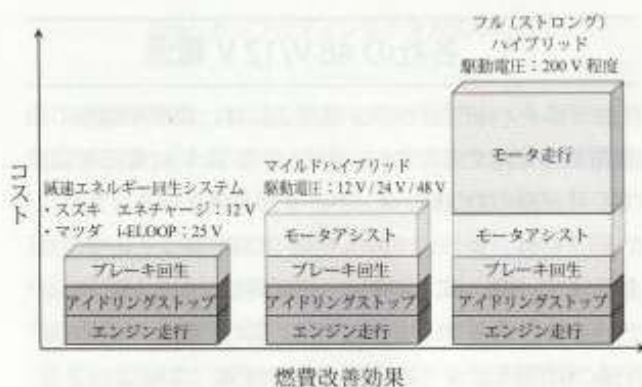 フル（ストロング）
ハイブリッド
駆動電圧：200 V 程度
モータ走行
モータアシスト
ブレーキ回生
アイドリングストップ
エンジン走行
マイルドハイブリッド
駆動電圧：12 V / 24 V / 48 V
モータアシスト
ブレーキ回生
アイドリングストップ
エンジン走行
減速エネルギー回生システム
・スズキ　エネチャージ：12 V
・マツダ　i-ELOOP：25 V
ブレーキ回生
アイドリングストップ
エンジン走行
コスト
燃費改善効果